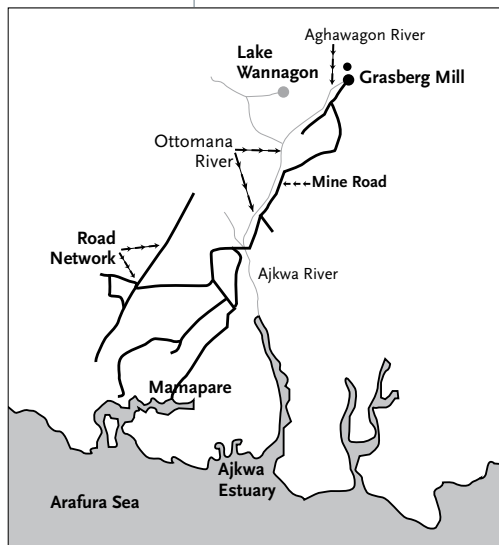 Aghawagon River
Lake
Wannagon
Grasberg Mill
Ottomana
River
Mine Road
Road
Network
Ajkwa River
Mamapare
Ajkwa
Estuary
Arafura Sea